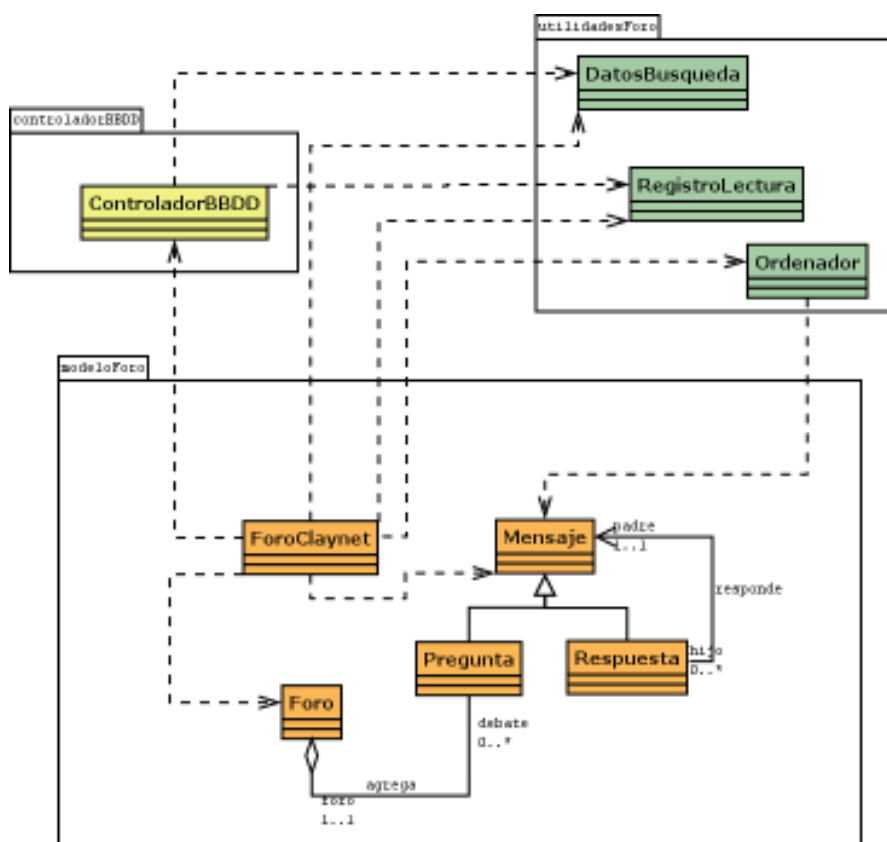 utilidadesForo
DatosBusqueda
controladorBBDD
RegistroLectura
ControladorBBDD
Ordenador
modeloForo
ForoClaynet
Mensaje
padre
1..1
responde
Pregunta
Respuesta
hijo
0..*
Foro
debate
0..*
agrega
foro
1..1